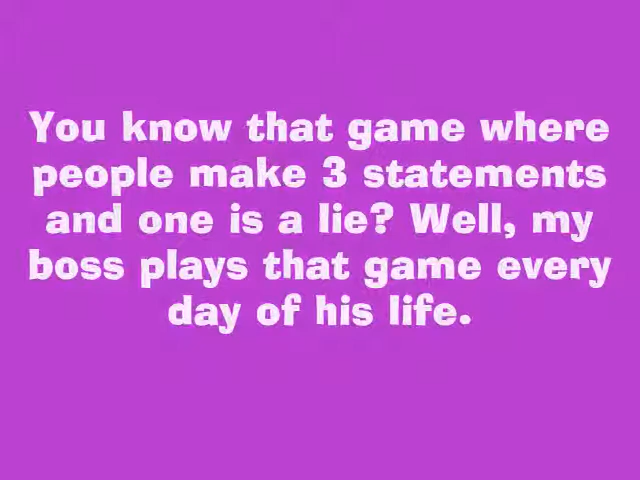 You know that game where
people make 3 statements
and one is a lie? Well, my
boss plays that game every
day of his life.